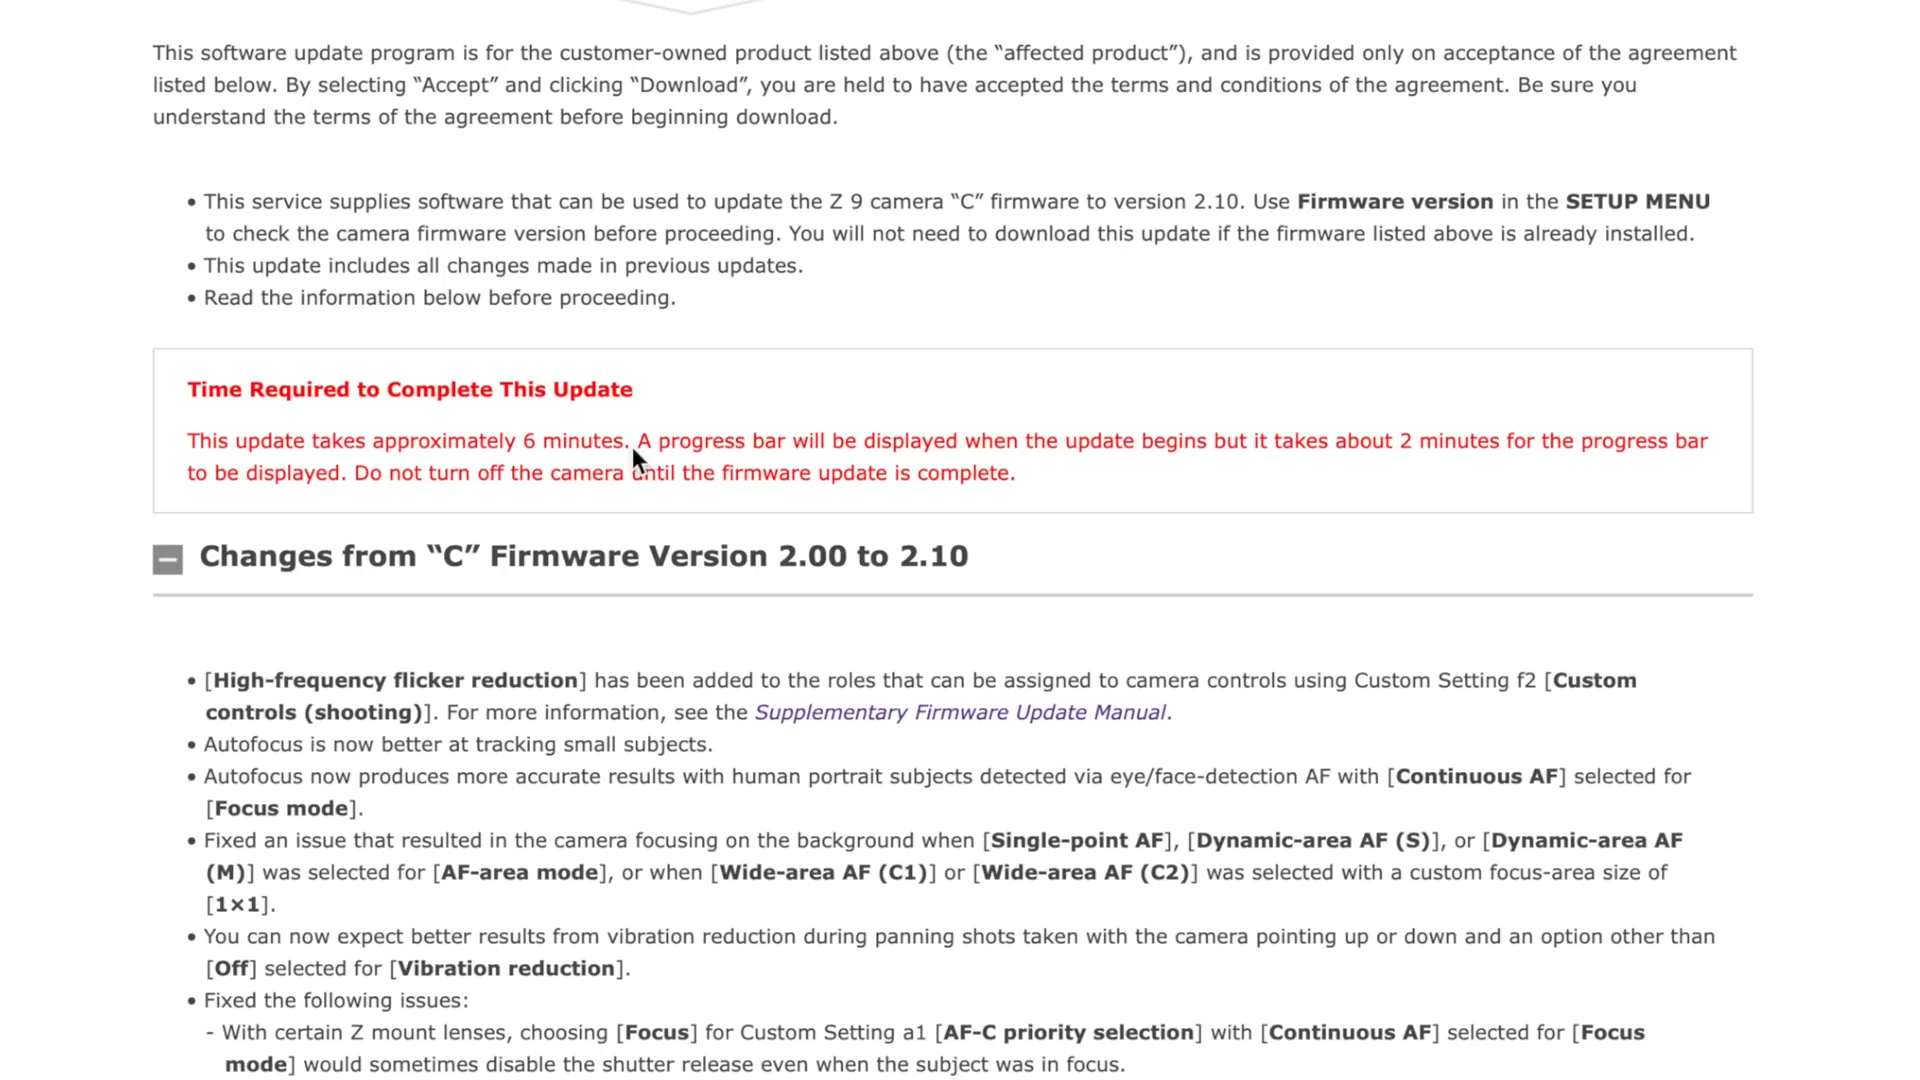 This software update program is for the customer-owned product listed above (the “affected product”), and is provided only on acceptance of the agreement
listed below. By selecting “Accept” and clicking “Download”, you are held to have accepted the terms and conditions of the agreement. Be sure you
understand the terms of the agreement before beginning download.
• This service supplies software that can be used to update the Z 9 camera “C” firmware to version 2.10. Use Firmware version in the SETUP MENU
to check the camera firmware version before proceeding. You will not need to download this update if the firmware listed above is already installed.
• This update includes all changes made in previous updates.
• Read the information below before proceeding.
Time Required to Complete This Update
This update takes approximately 6 minutes. A progress bar will be displayed when the update begins but it takes about 2 minutes for the progress bar
to be displayed. Do not turn off the camera until the firmware update is complete.
Changes from “C” Firmware Version 2.00 to 2.10
• [High-frequency flicker reduction] has been added to the roles that can be assigned to camera controls using Custom Setting f2 [Custom
controls (shooting)]. For more information, see the Supplementary Firmware Update Manual.
• Autofocus is now better at tracking small subjects.
• Autofocus now produces more accurate results with human portrait subjects detected via eye/face-detection AF with [Continuous AF] selected for
[Focus mode].
• Fixed an issue that resulted in the camera focusing on the background when [Single-point AF], [Dynamic-area AF (S)], or [Dynamic-area AF
(M)] was selected for [AF-area mode], or when [Wide-area AF (C1)] or [Wide-area AF (C2)] was selected with a custom focus-area size of
[1×1].
• You can now expect better results from vibration reduction during panning shots taken with the camera pointing up or down and an option other than
[Off] selected for [Vibration reduction].
• Fixed the following issues:
- With certain Z mount lenses, choosing [Focus] for Custom Setting a1 [AF-C priority selection] with [Continuous AF] selected for [Focus
mode] would sometimes disable the shutter release even when the subject was in focus.